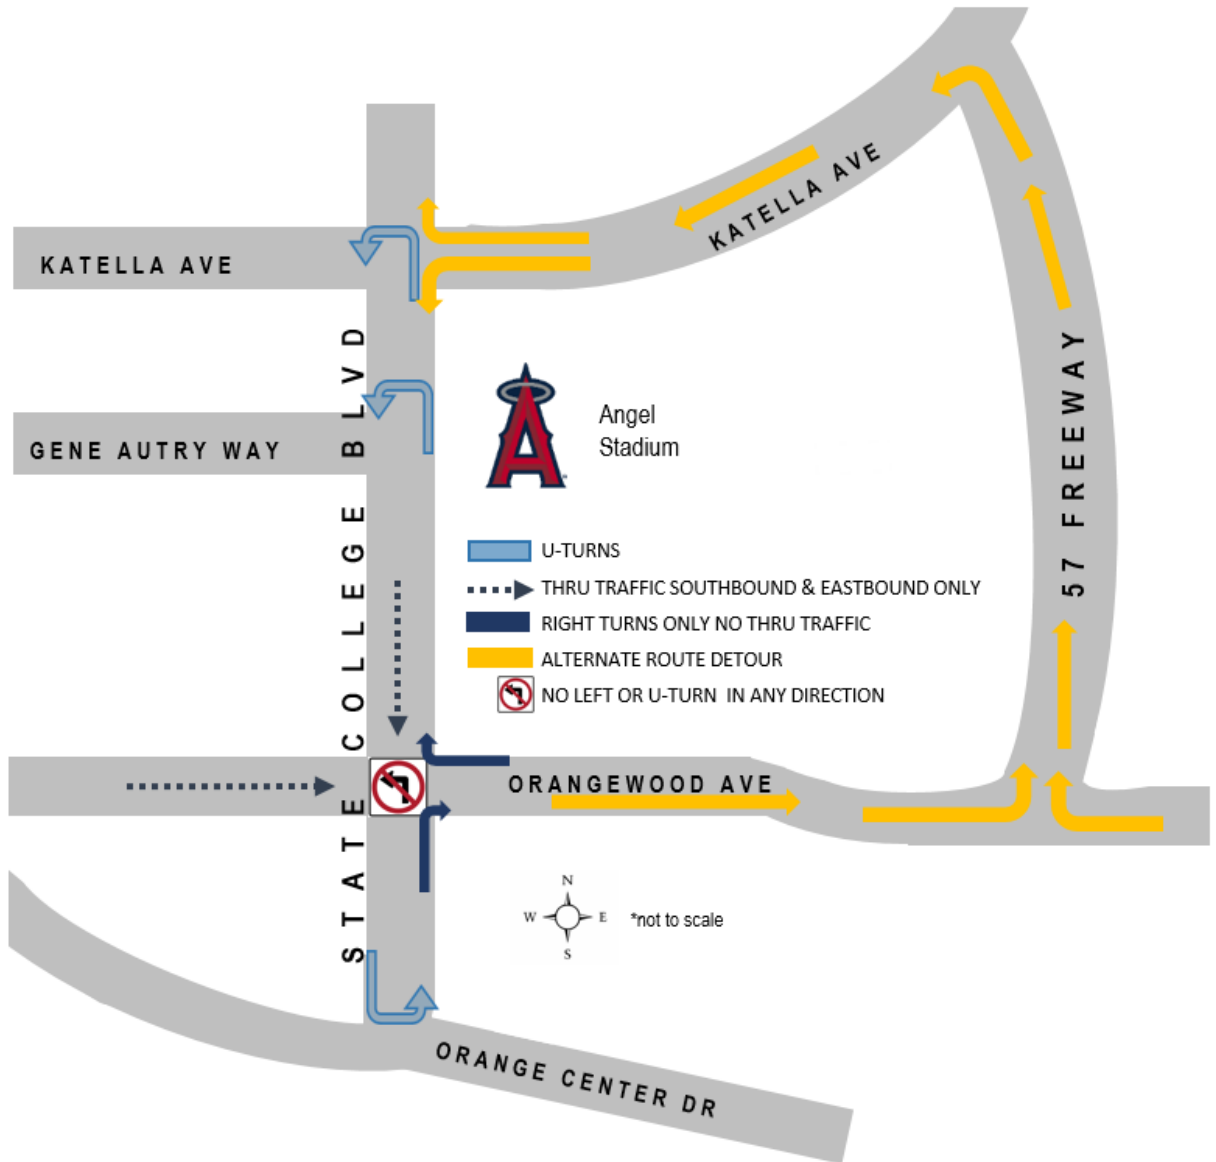 KATELLA AVE
KATELLA AVE
STATE COLLEGE BLVD
GENE AUTRY WAY
A
Angel
Stadium
57 FREEWAY
U-TURNS
THRU TRAFFIC SOUTHBOUND & EASTBOUND ONLY
RIGHT TURNS ONLY NO THRU TRAFFIC
ALTERNATE ROUTE DETOUR
NO LEFT OR U-TURN IN ANY DIRECTION
ORANGEWOOD AVE
N
W E
S
*not to scale
ORANGE CENTER DR